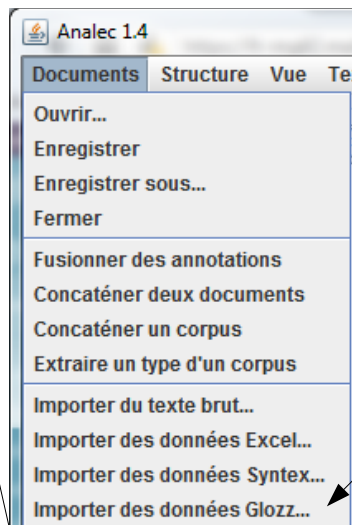 Analec 1.4
Documents Structure Vue Te
Ouvrir...
Enregistrer
Enregistrer sous...
Fermer
Fusionner des annotations
Concaténer deux documents
Concaténer un corpus
Extraire un type d'un corpus
Importer du texte brut...
Importer des données Excel...
Importer des données Syntex...
Importer des données Glozz...